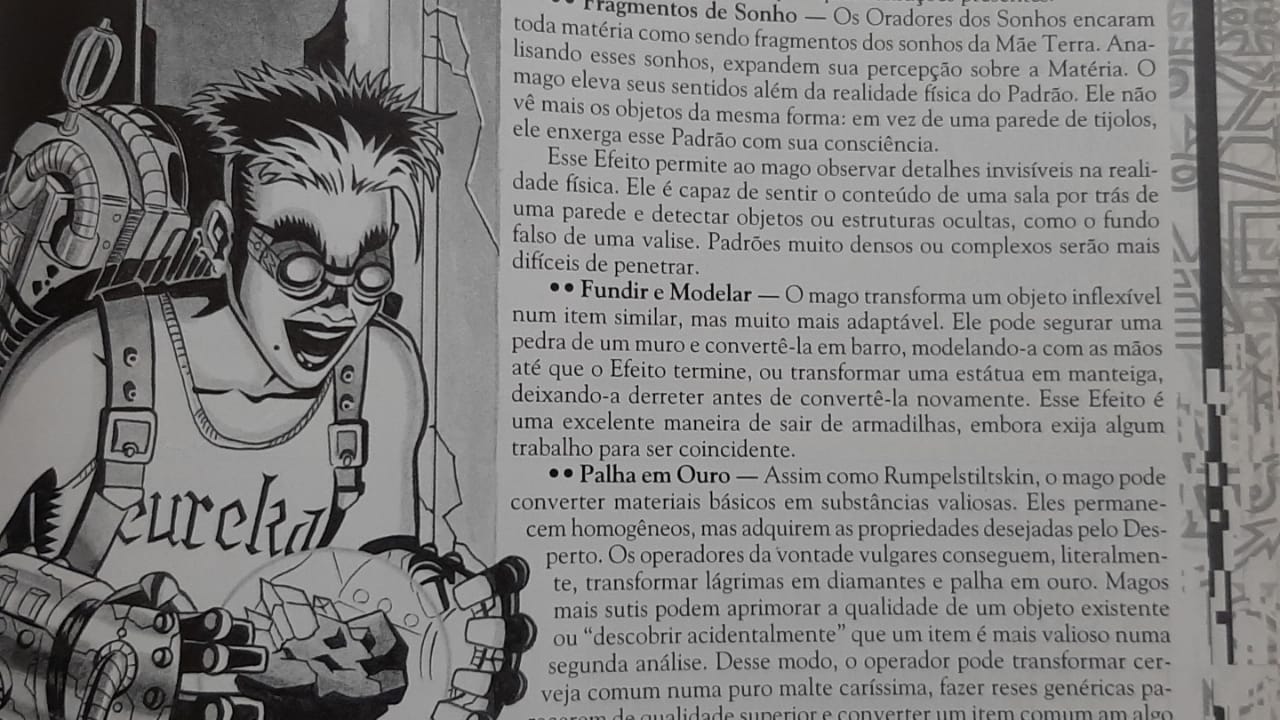 •• Fragmentos de Sonho — Os Oradores dos Sonhos encaram
toda matéria como sendo fragmentos dos sonhos da Mãe Terra. Ana-
lisando esses sonhos, expandem sua percepção sobre a Matéria. O
mago eleva seus sentidos além da realidade física do Padrão. Ele não
vê mais os objetos da mesma forma: em vez de uma parede de tijolos,
ele enxerga esse Padrão com sua consciência.
Esse Efeito permite ao mago observar detalhes invisíveis na reali-
dade física. Ele é capaz de sentir o conteúdo de uma sala por trás de
uma parede e detectar objetos ou estruturas ocultas, como o fundo
falso de uma valise. Padrões muito densos ou complexos serão mais
difíceis de penetrar.
•• Fundir e Modelar — O mago transforma um objeto inflexível
num item similar, mas muito mais adaptável. Ele pode segurar uma
pedra de um muro e convertê-la em barro, modelando-a com as mãos
até que o Efeito termine, ou transformar uma estátua em manteiga,
deixando-a derreter antes de convertê-la novamente. Esse Efeito é
uma excelente maneira de sair de armadilhas, embora exija algum
trabalho para ser coincidente.
•• Palha em Ouro — Assim como Rumpelstiltskin, o mago pode
converter materiais básicos em substâncias valiosas. Eles permane-
cem homogêneos, mas adquirem as propriedades desejadas pelo Des-
perto. Os operadores da vontade vulgares conseguem, literalmen-
te, transformar lágrimas em diamantes e palha em ouro. Magos
mais sutis podem aprimorar a qualidade de um objeto existente
ou “descobrir acidentalmente” que um item é mais valioso numa
segunda análise. Desse modo, o operador pode transformar cer-
veja comum numa puro malte caríssima, fazer reses genéricas pa-
recerem de qualidade superior e converter um item comum em algo
eureka